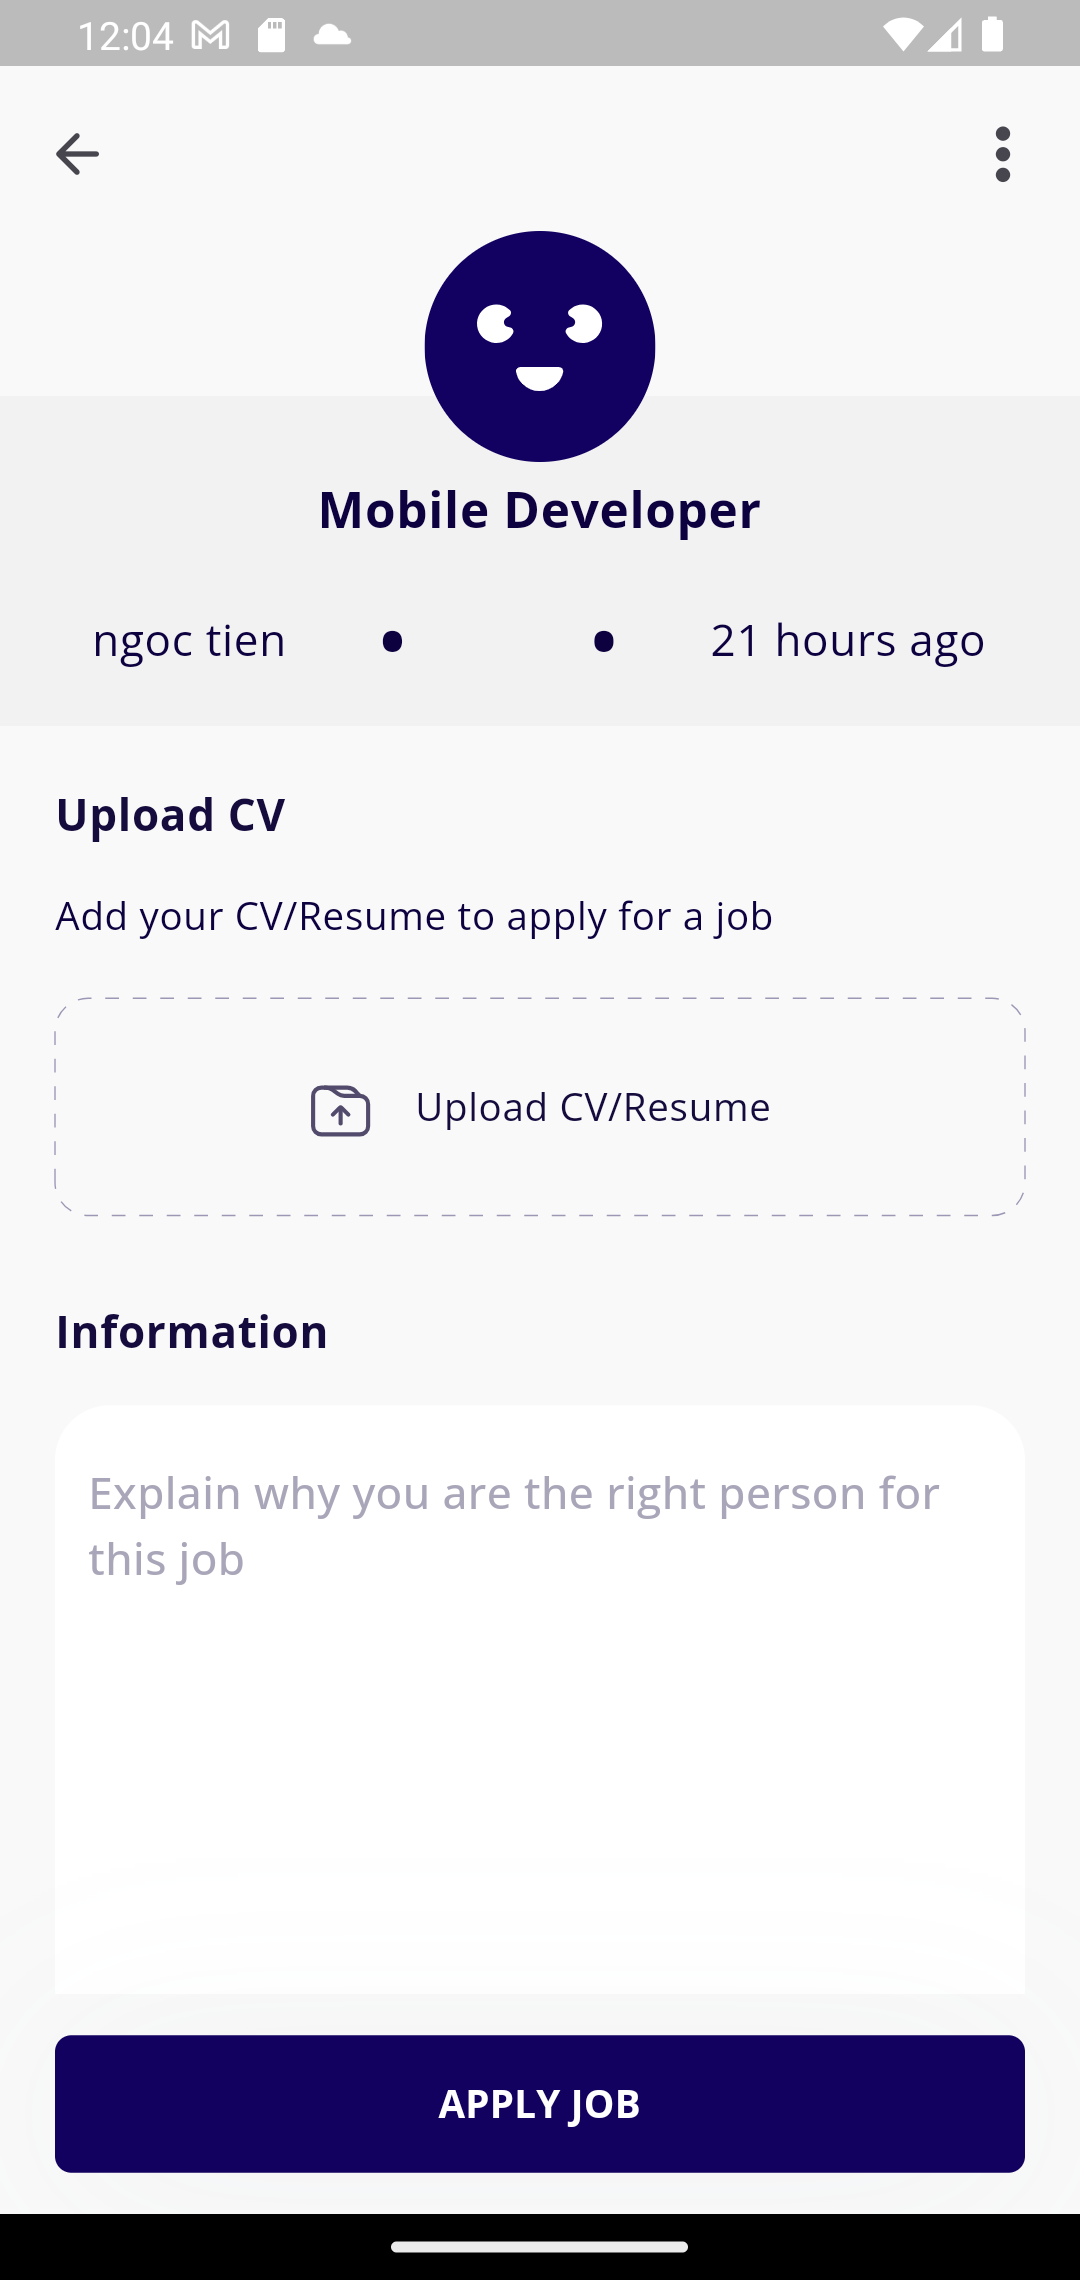 12:04
Mobile Developer
ngoc tien • • 21 hours ago
Upload CV
Add your CV/Resume to apply for a job
Upload CV/Resume
Information
Explain why you are the right person for
this job
APPLY JOB